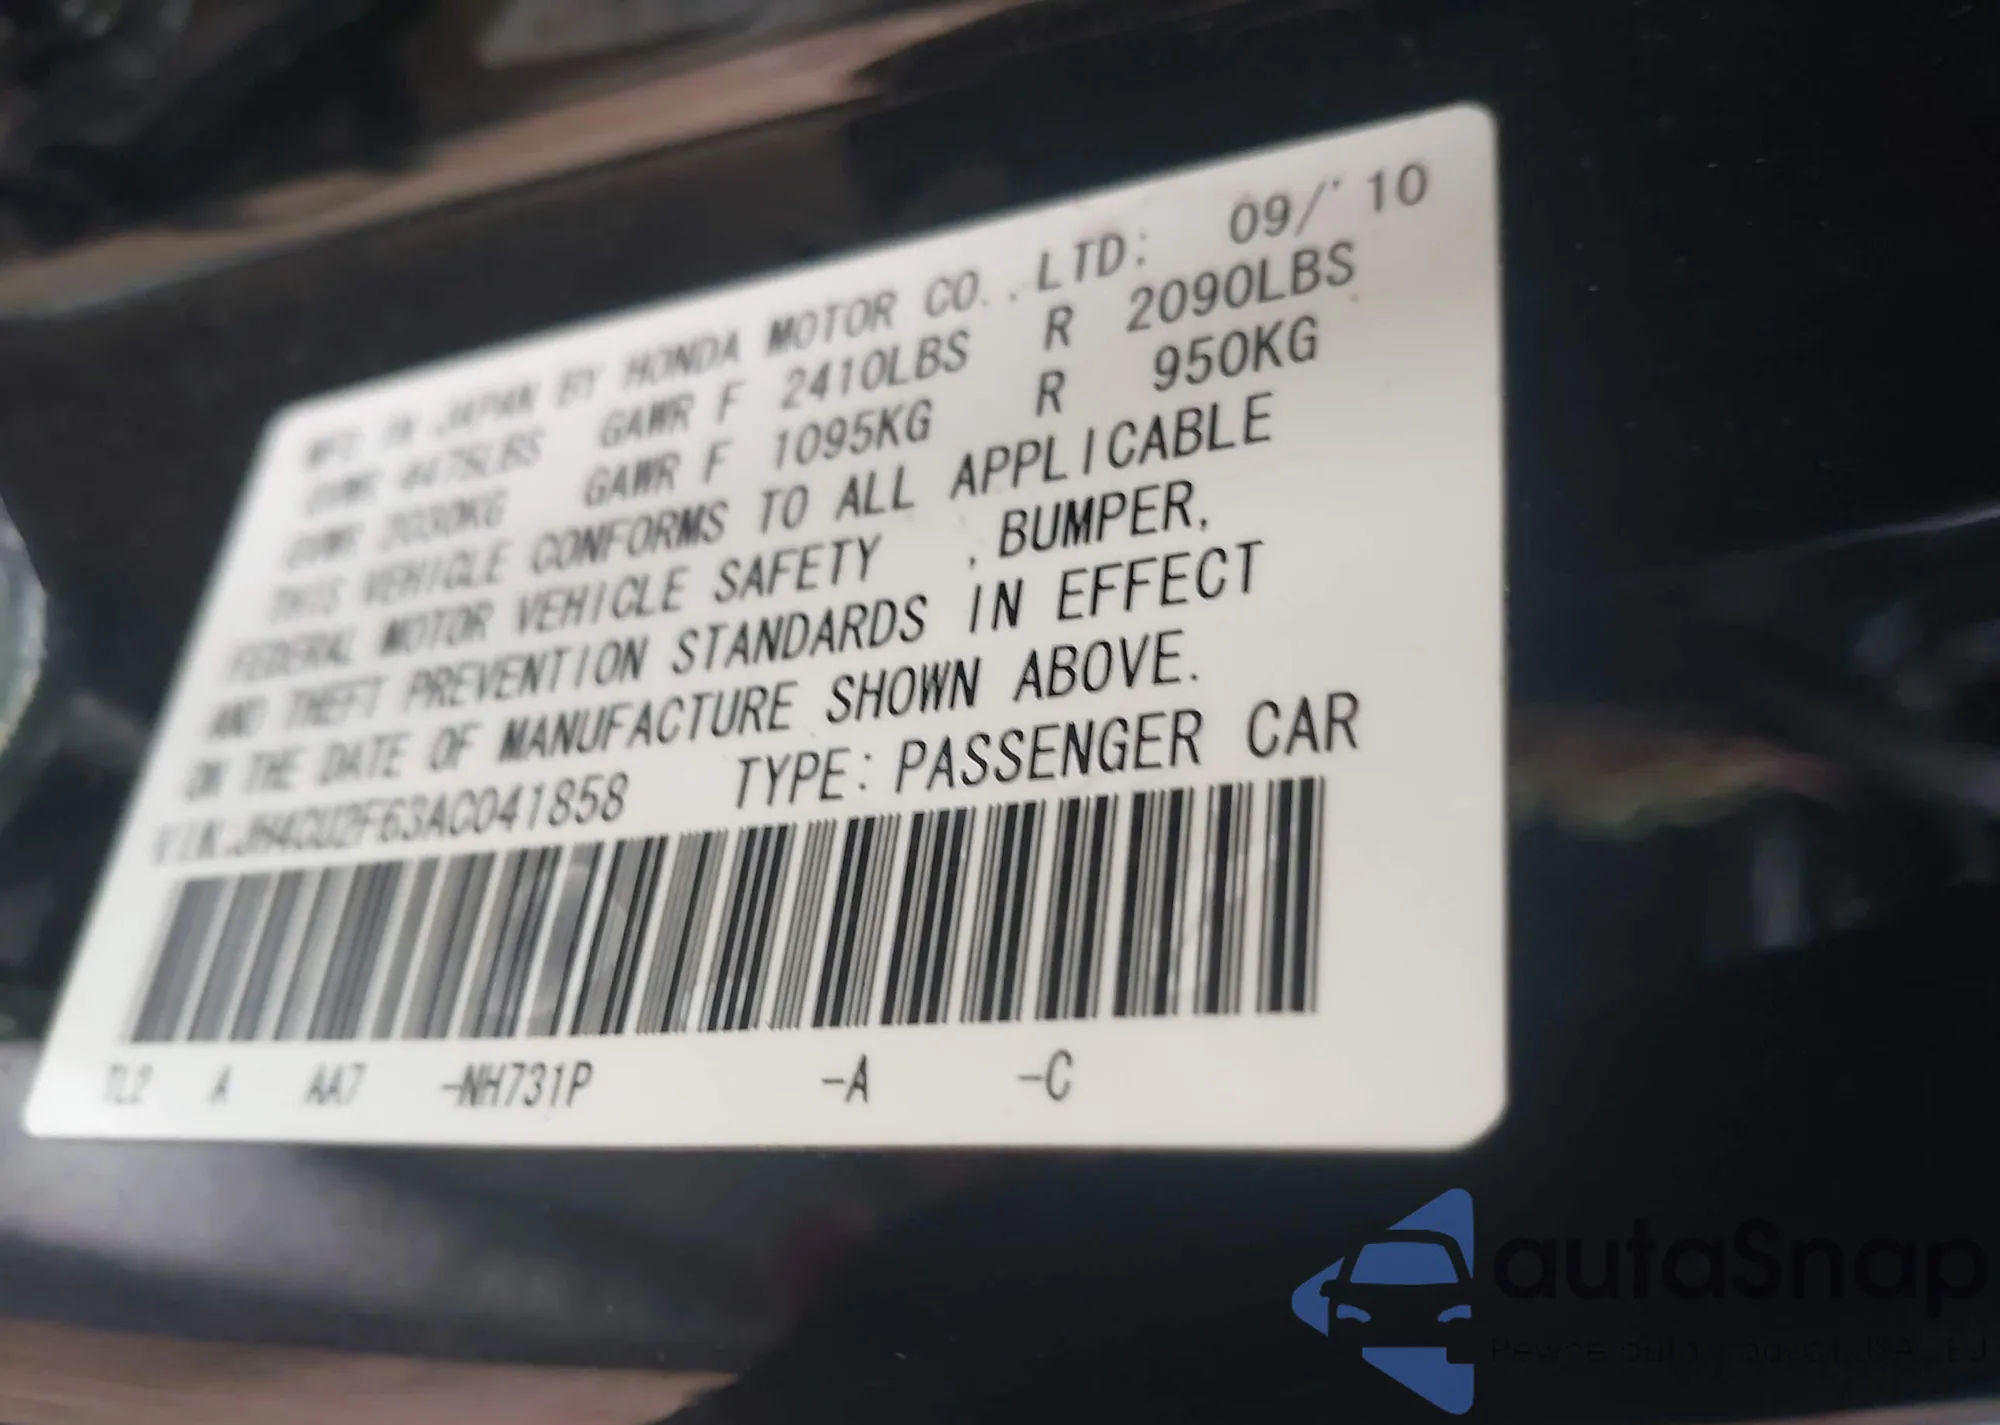 MFD. IN JAPAN BY HONDA MOTOR CO.,LTD: 09/'10
GVWR 4475LBS GAWR F 2410LBS R 2090LBS
GVWR 2030KG GAWR F 1095KG R 950KG
THIS VEHICLE CONFORMS TO ALL APPLICABLE
FEDERAL MOTOR VEHICLE SAFETY , BUMPER,
AND THEFT PREVENTION STANDARDS IN EFFECT
ON THE DATE OF MANUFACTURE SHOWN ABOVE.
VIN:JH4CU2F63AC041858 TYPE: PASSENGER CAR
TL2 A AA7 -NH731P -A -C
autaSnap